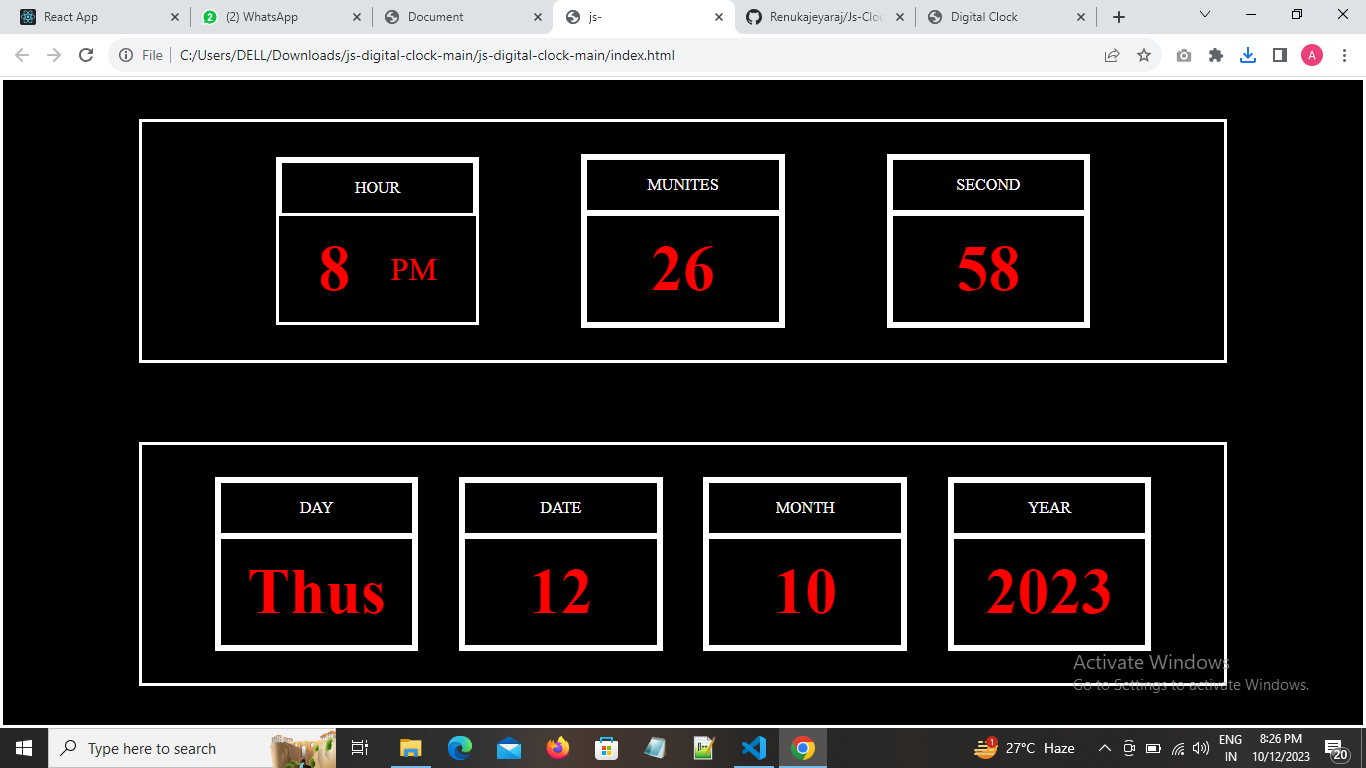 React App
(2) WhatsApp
Document
js-
Renukajeyaraj/Js-Cloc
Digital Clock
File
C:/Users/DELL/Downloads/js-digital-clock-main/js-digital-clock-main/index.html
A
HOUR
MUNITES
SECOND
8 PM
26
58
DAY
DATE
MONTH
YEAR
Thus
12
10
2023
Activate Windows
Go to Settings to activate Windows.
Type here to search
1
27°C Haze
ENG
IN
8:26 PM
10/12/2023
20